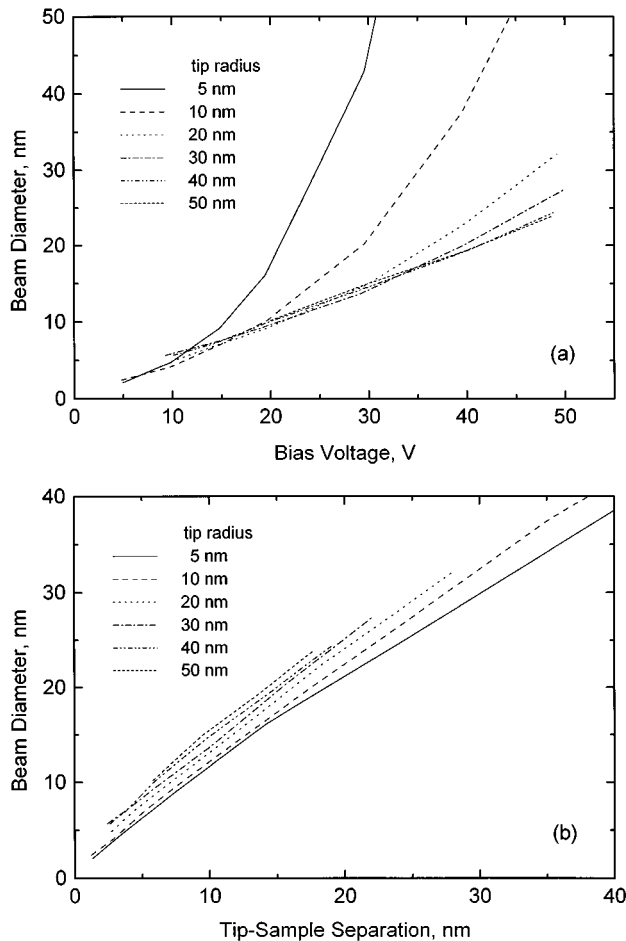 50
40
30
20
10
0
Beam Diameter, nm
tip radius
5 nm
10 nm
20 nm
30 nm
40 nm
50 nm
(a)
0 10 20 30 40 50
Bias Voltage, V
40
30
20
10
0
Beam Diameter, nm
tip radius
5 nm
10 nm
20 nm
30 nm
40 nm
50 nm
(b)
0 10 20 30 40
Tip-Sample Separation, nm